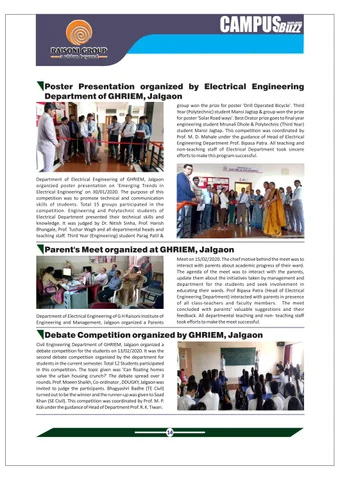 CAMPUS
BUZZ
RAISONI GROUP
a vision beyond
Poster Presentation organized by Electrical Engineering
Department of GHRIEM, Jalgaon
Department of Electrical Engineering of GHRIEM, Jalgaon
organized poster presentation on 'Emerging Trends in
Electrical Engineering' on 30/01/2020. The purpose of this
competition was to promote technical and communication
skills of students. Total 15 groups participated in the
competition. Engineering and Polytechnic students of
Electrical Department presented their technical skills and
knowledge. It was judged by Dr. Nitish Sinha, Prof. Harish
Bhangale, Prof. Tushar Wagh and all departmental heads and
teaching staff. Third Year (Engineering) student Parag Patil &
group won the prize for poster 'Drill Operated Bicycle'. Third
Year (Polytechnic) student Mansi Jagtap & group won the prize
for poster 'Solar Road ways'. Best Orator prize goes to final year
engineering student Mrunali Dhole & Polytechnic (Third Year)
student Mansi Jagtap. This competition was coordinated by
Prof. M. D. Mahale under the guidance of Head of Electrical
Engineering Department Prof. Bipasa Patra. All teaching and
non-teaching staff of Electrical Department took sincere
efforts to make this program successful.
Parent's Meet organized at GHRIEM, Jalgaon
Department of Electrical Engineering of G H Raisoni Institute of
Engineering and Management, Jalgaon organized a Parents
Meet on 15/02/2020. The chief motive behind the meet was to
interact with parents about academic progress of their ward.
The agenda of the meet was to interact with the parents,
update them about the initiatives taken by management and
department for the students and seek involvement in
educating their wards. Prof Bipasa Patra (Head of Electrical
Engineering Department) interacted with parents in presence
of all class-teachers and faculty members. The meet
concluded with parents' valuable suggestions and their
feedback. All departmental teaching and non- teaching staff
took efforts to make the meet successful.
Debate Competition organized by GHRIEM, Jalgaon
Civil Engineering Department of GHRIEM, Jalgaon organized a
debate competition for the students on 13/02/2020. It was the
second debate competition organised by the department for
students in the current semester. Total 12 Students participated
in this competition. The topic given was 'Can floating homes
solve the urban housing crunch?' The debate spread over 3
rounds. Prof. Moeen Shaikh, Co-ordinator, DDUGKY, Jalgaon was
invited to judge the participants. Bhagyashri Badhe (TE Civil)
turned out to be the winner and the runner-up was given to Saad
Khan (SE Civil). This competition was coordinated by Prof. M. P.
Koli under the guidance of Head of Department Prof. R. K. Tiwari.